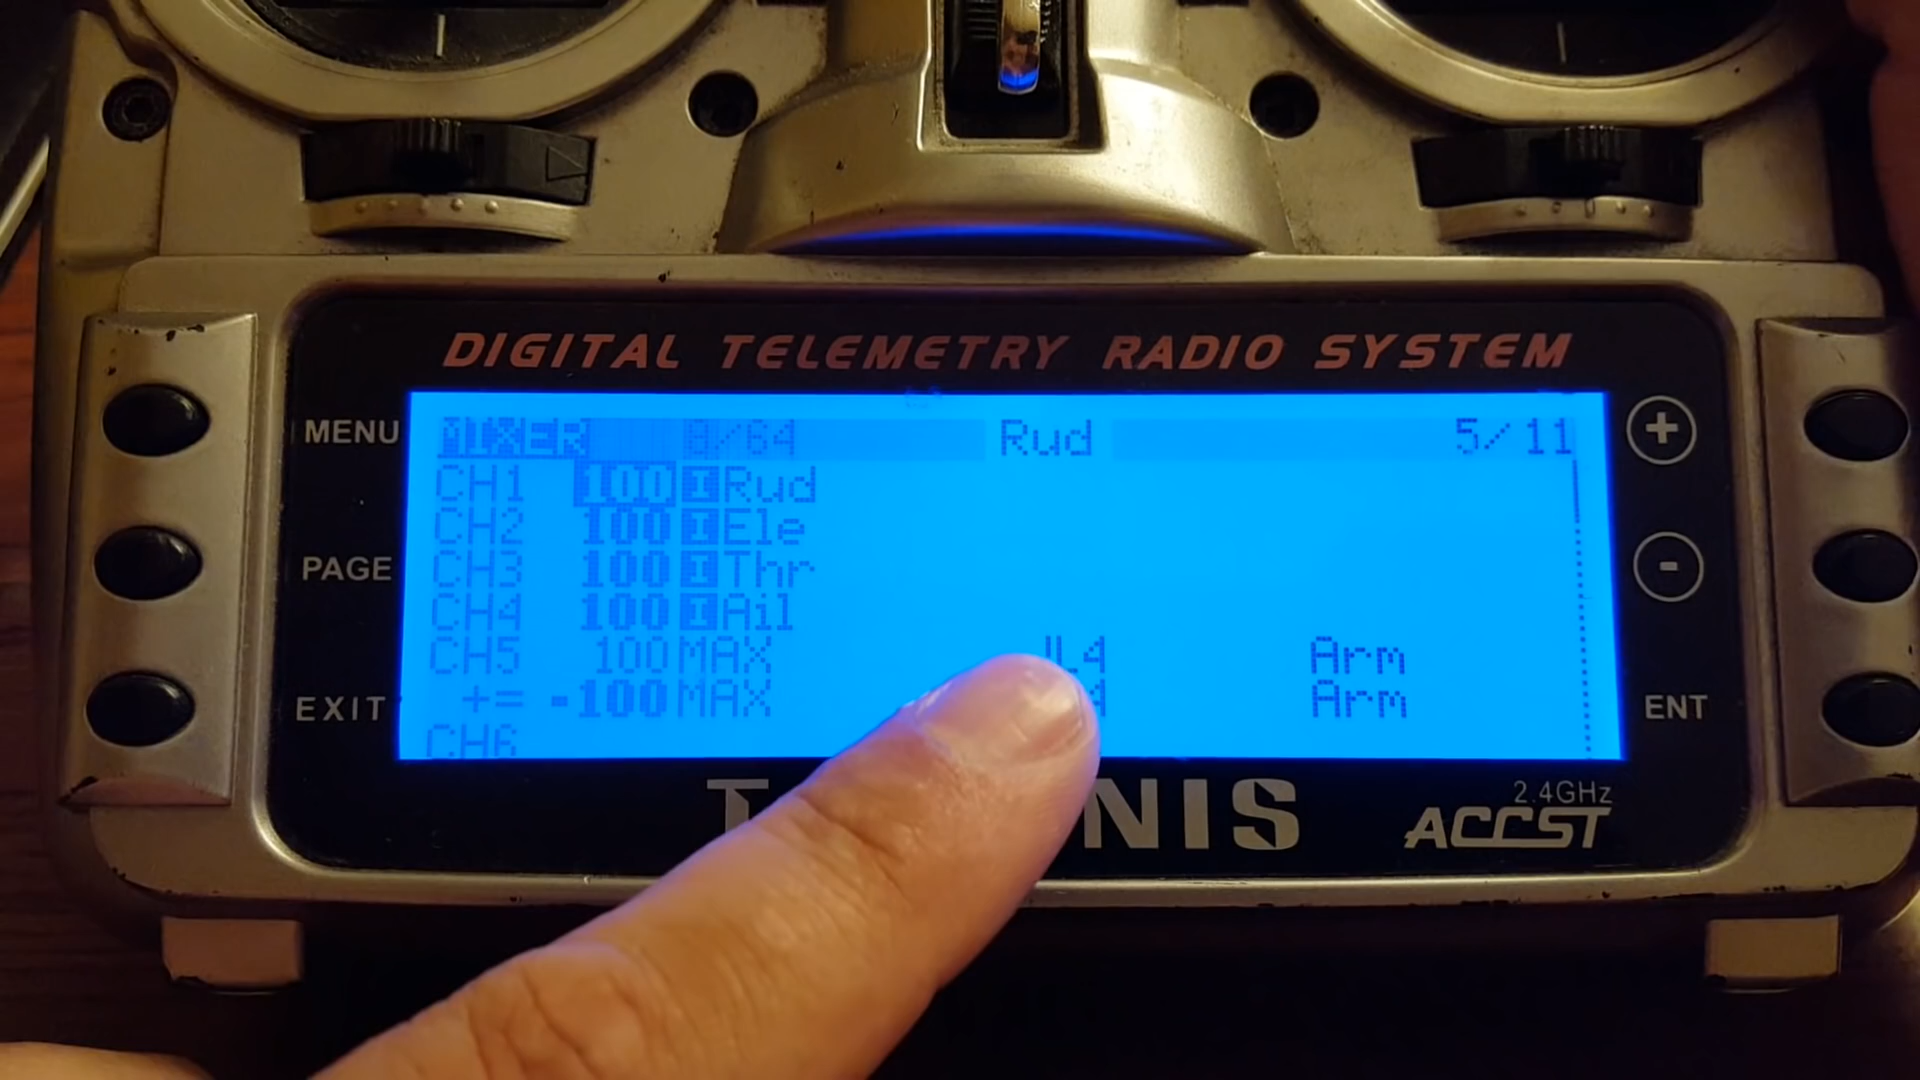 DIGITAL TELEMETRY RADIO SYSTEM
MENU
PAGE
EXIT
MIXER 8/64 Rud 5/11
CH1 100 I Rud
CH2 100 I Ele
CH3 100 I Thr
CH4 100 I Ail
CH5 100 MAX L4 Arm
+= -100 MAX 4 Arm
CH6
+
-
ENT
T NIS
2.4GHz
ACCST